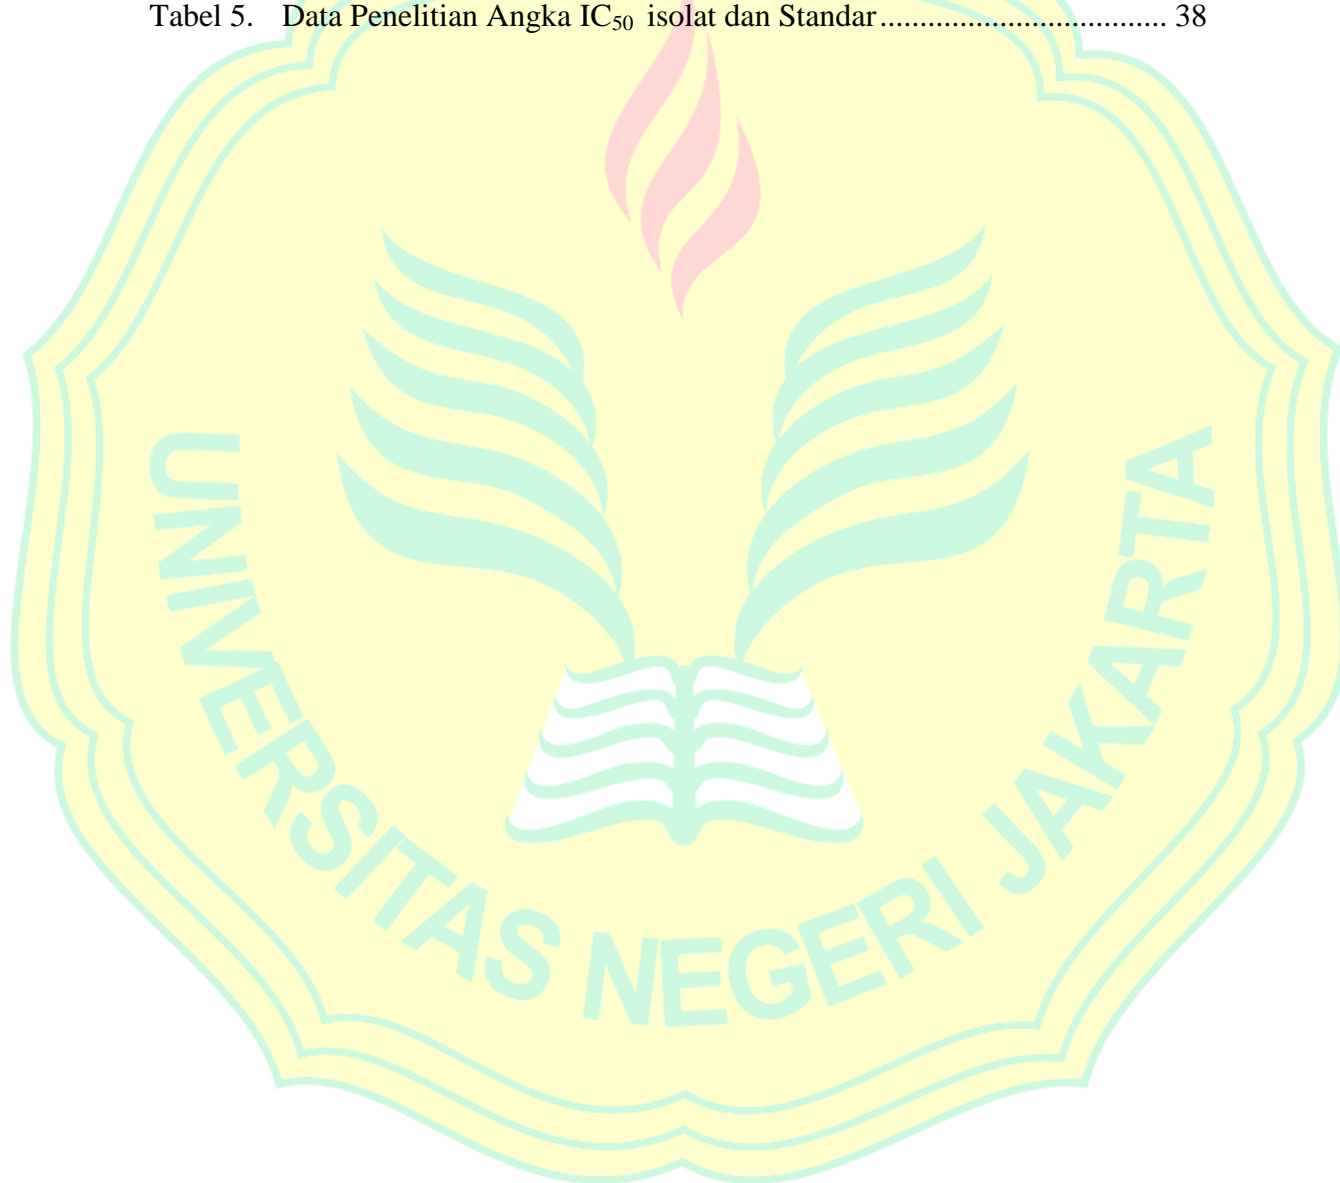 Tabel 5. Data Penelitian Angka IC₅₀ isolat dan Standar................................... 38
UNIVERSITAS NEGERI JAKARTA